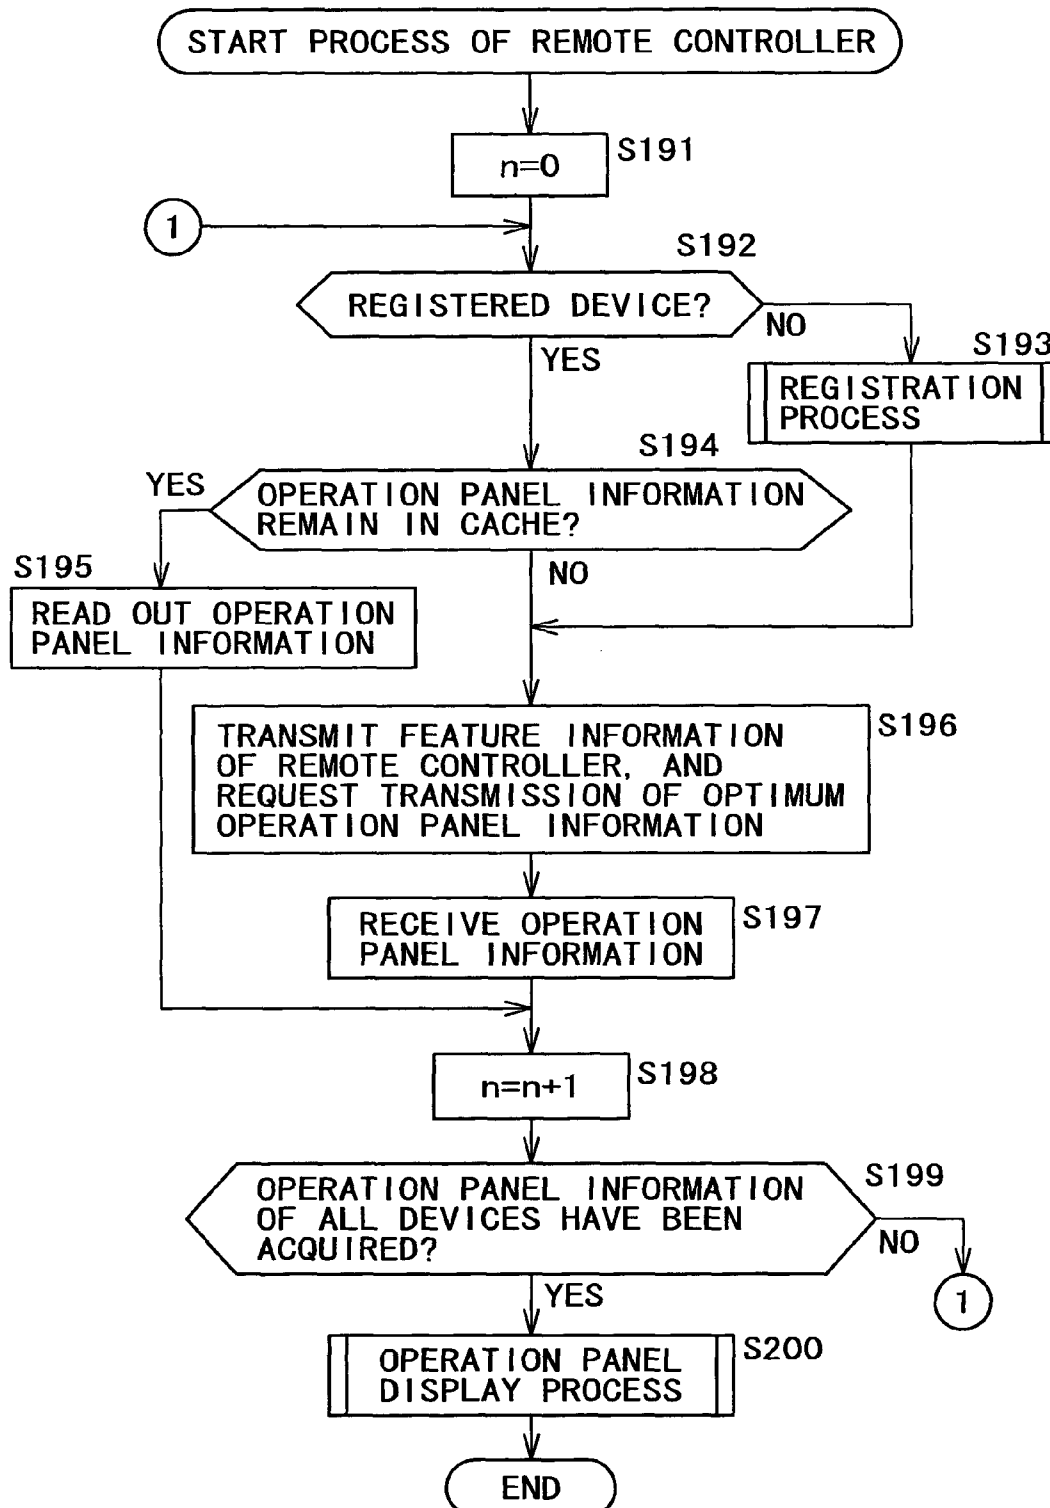 START PROCESS OF REMOTE CONTROLLER
n=0
S191
1
S192
REGISTERED DEVICE?
NO
YES
S193
REGISTRATION
PROCESS
S194
YES
OPERATION PANEL INFORMATION
REMAIN IN CACHE?
NO
S195
READ OUT OPERATION
PANEL INFORMATION
S196
TRANSMIT FEATURE INFORMATION
OF REMOTE CONTROLLER, AND
REQUEST TRANSMISSION OF OPTIMUM
OPERATION PANEL INFORMATION
S197
RECEIVE OPERATION
PANEL INFORMATION
n=n+1
S198
S199
OPERATION PANEL INFORMATION
OF ALL DEVICES HAVE BEEN
ACQUIRED?
NO
1
YES
S200
OPERATION PANEL
DISPLAY PROCESS
END